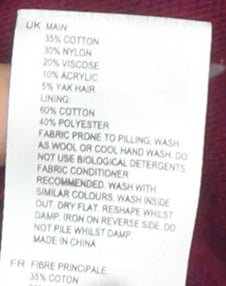 UK MAIN:
35% COTTON
30% NYLON
20% VISCOSE
10% ACRYLIC
5% YAK HAIR
LINING:
60% COTTON
40% POLYESTER
FABRIC PRONE TO PILLING. WASH
AS WOOL OR COOL HAND WASH. DO
NOT USE BIOLOGICAL DETERGENTS
FABRIC CONDITIONER
RECOMMENDED. WASH WITH
SIMILAR COLOURS. WASH INSIDE
OUT. DRY FLAT. RESHAPE WHILST
DAMP. IRON ON REVERSE SIDE. DO
NOT PILE WHILST DAMP
MADE IN CHINA
FR FIBRE PRINCIPALE:
35% COTON